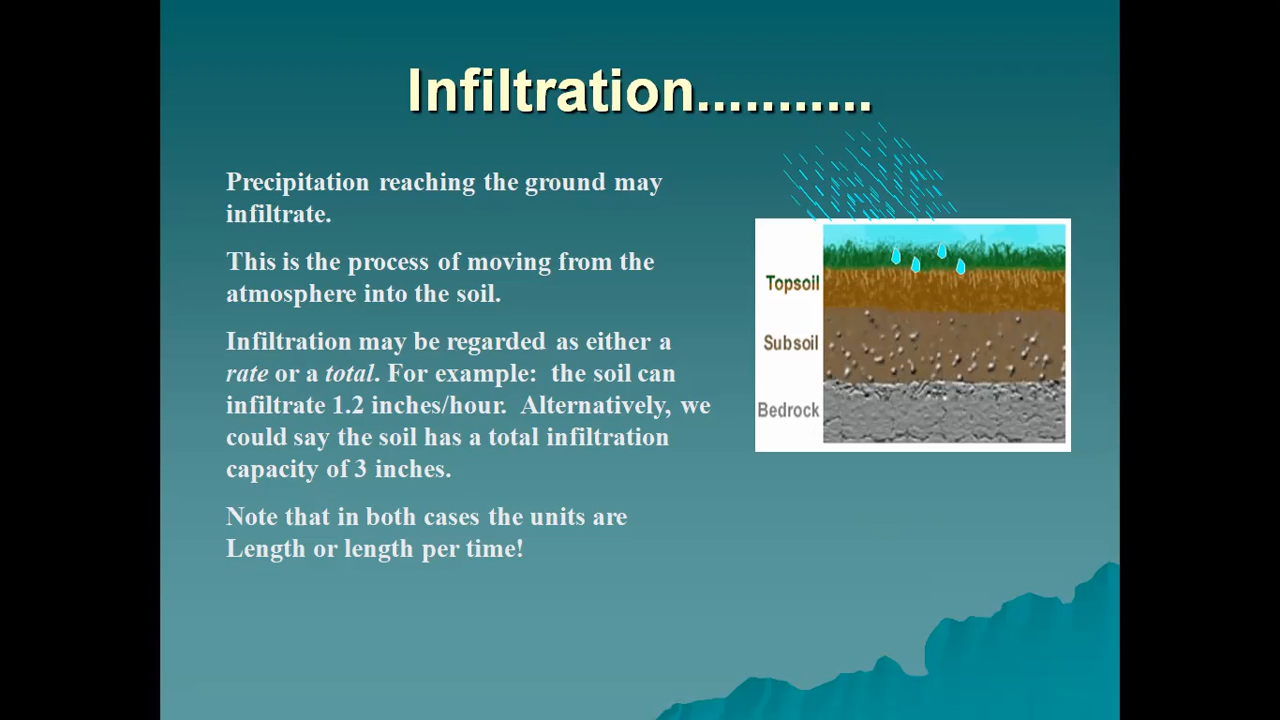 Infiltration...........
Precipitation reaching the ground may
infiltrate.
This is the process of moving from the
atmosphere into the soil.
Infiltration may be regarded as either a
rate or a total. For example:  the soil can
infiltrate 1.2 inches/hour.  Alternatively, we
could say the soil has a total infiltration
capacity of 3 inches.
Note that in both cases the units are
Length or length per time!
Topsoil
Subsoil
Bedrock